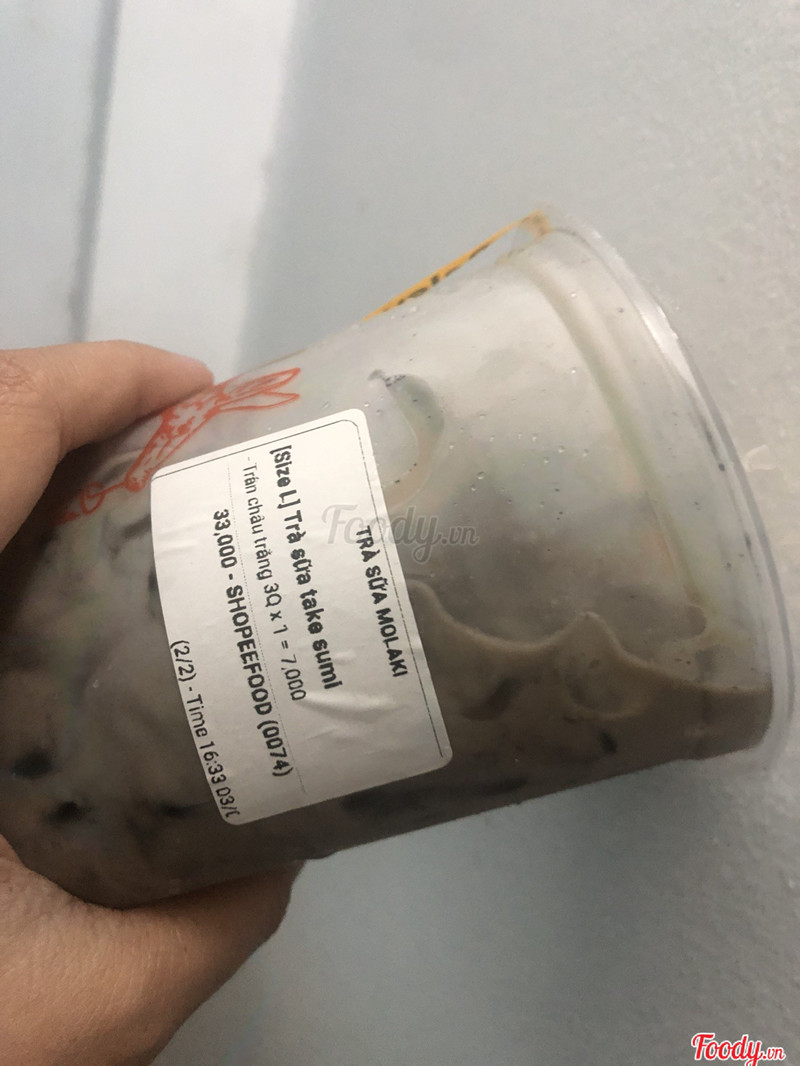 TRÀ SỮA MOLAKI
[Size L] Trà sữa take sumi
- Trân châu trắng 3Q x 1 = 7,000
33,000 - SHOPEEFOOD (0074)
(2/2) - Time 16:33 03/
Foody.vn
Foody.vn